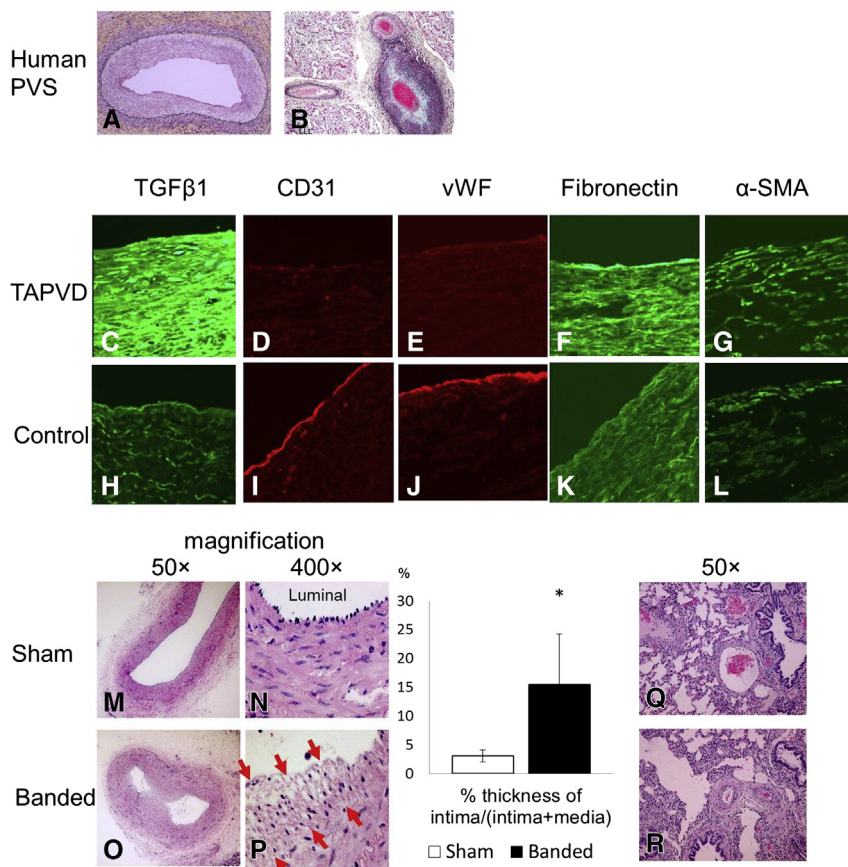 Human
PVS
A
B
TGFβ1 CD31 vWF Fibronectin α-SMA
TAPVD
C D E F G
Control
H I J K L
magnification
50× 400×
Luminal
Sham
M N
Banded
O P
%
30
25
20
15
10
5
0
*
% thickness of
intima/(intima+media)
Sham Banded
50×
Q
R